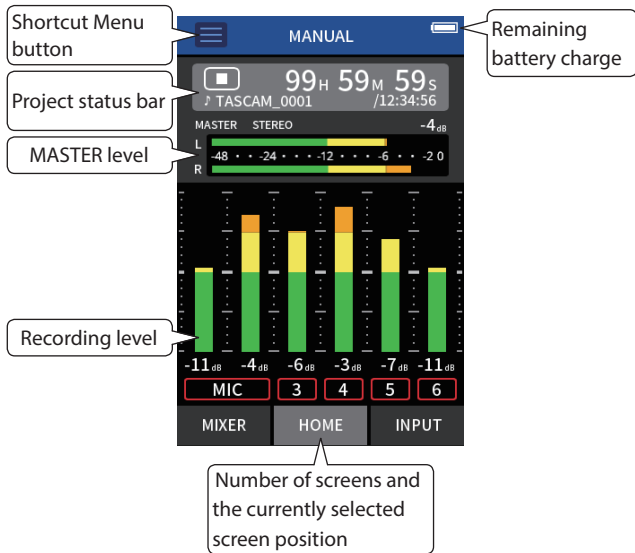 Shortcut Menu
button
MANUAL
Remaining
battery charge
Project status bar
99H 59M 59S
♪ TASCAM_0001 /12:34:56
MASTER STEREO -4dB
MASTER level
L
-48 • • -24 • • • -12 • • • -6 • • -2 0
R
Recording level
-11dB -4dB -6dB -3dB -7dB -11dB
MIC 3 4 5 6
MIXER HOME INPUT
Number of screens and
the currently selected
screen position